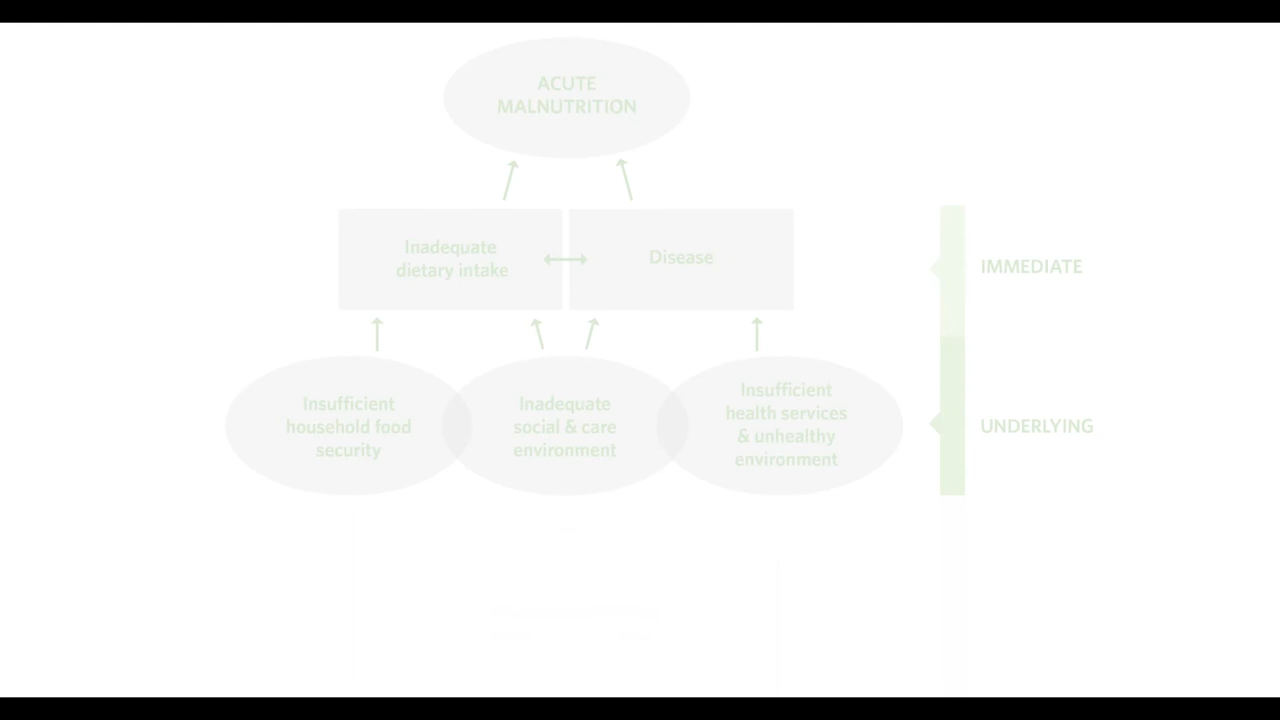 ACUTE
MALNUTRITION
Inadequate
dietary intake
Disease
IMMEDIATE
Insufficient
household food
security
Inadequate
social & care
environment
Insufficient
health services
& unhealthy
environment
UNDERLYING